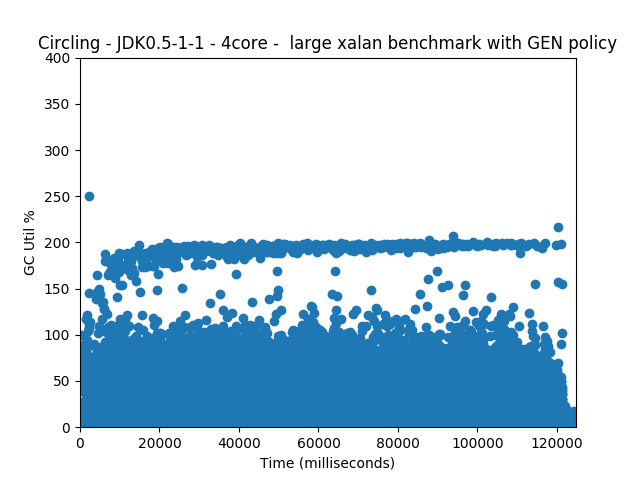 Circling - JDK0.5-1-1 - 4core -  large xalan benchmark with GEN policy
400
350
300
250
200
150
100
50
0
GC Util %
0 20000 40000 60000 80000 100000 120000
Time (milliseconds)